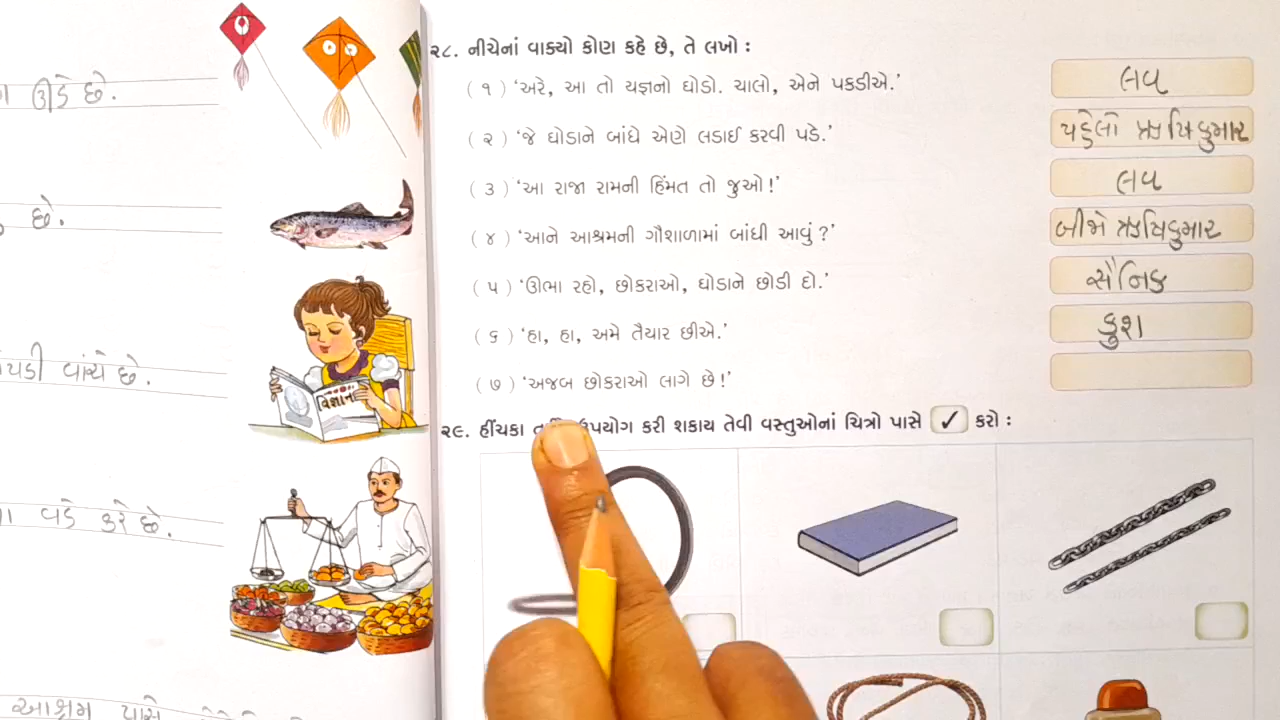 ઊડે છે.
છે.
વાંચે છે.
વડે કરે છે.
આશ્રમ પાસે
વિજ્ઞાન
૨૮. નીચેનાં વાક્યો કોણ કહે છે, તે લખો :
(૧) ‘અરે, આ તો યજ્ઞનો ઘોડો. ચાલો, એને પકડીએ.’ લવ
(૨) ‘જે ઘોડાને બાંધે એણે લડાઈ કરવી પડે.’ પહેલો ઋષિકુમાર
(૩) ‘આ રાજા રામની હિંમત તો જુઓ!’ લવ
(૪) ‘આને આશ્રમની ગૌશાળામાં બાંધી આવું?’ બીજો ઋષિકુમાર
(૫) ‘ઊભા રહો, છોકરાઓ, ઘોડાને છોડી દો.’ સૈનિક
(૬) ‘હા, હા, અમે તૈયાર છીએ.’ કુશ
(૭) ‘અજબ છોકરાઓ લાગે છે!’
૨૯. હીંચકા ઉપયોગ કરી શકાય તેવી વસ્તુઓનાં ચિત્રો પાસે ✓ કરો :